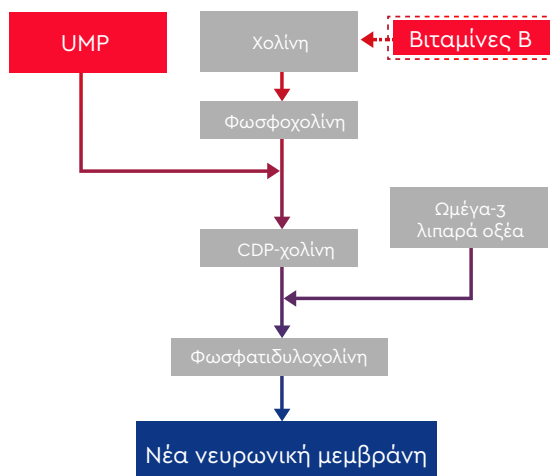 UMP
Χολίνη
Βιταμίνες Β
Φωσφοχολίνη
Ωμέγα-3
λιπαρά οξέα
CDP-χολίνη
Φωσφατιδυλοχολίνη
Νέα νευρωνική μεμβράνη